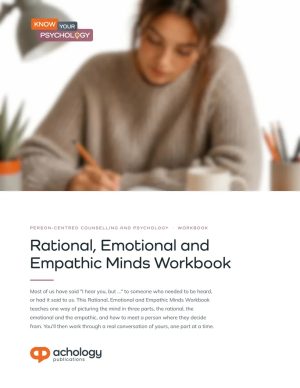 KNOW YOUR
PSYCHOLOGY
PERSON-CENTRED COUNSELLING AND PSYCHOLOGY WORKBOOK
Rational, Emotional and
Empathic Minds Workbook
Most of us have said "I hear you, but ..." to someone who needed to be heard,
or had it said to us. This Rational, Emotional and Empathic Minds Workbook
teaches one way of picturing the mind in three parts, the rational, the
emotional and the empathic, and how to meet a person where they decide
from. You'll then work through a real conversation of yours, one part at a time.
achology
publications